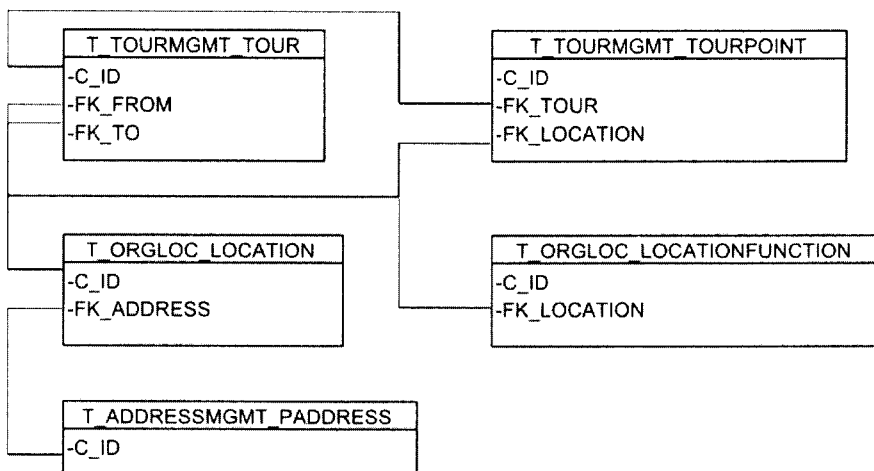 T_TOURMGMT_TOUR
-C_ID
-FK_FROM
-FK_TO
T_TOURMGMT_TOURPOINT
-C_ID
-FK_TOUR
-FK_LOCATION
T_ORGLOC_LOCATION
-C_ID
-FK_ADDRESS
T_ORGLOC_LOCATIONFUNCTION
-C_ID
-FK_LOCATION
T_ADDRESSMGMT_PADDRESS
-C_ID